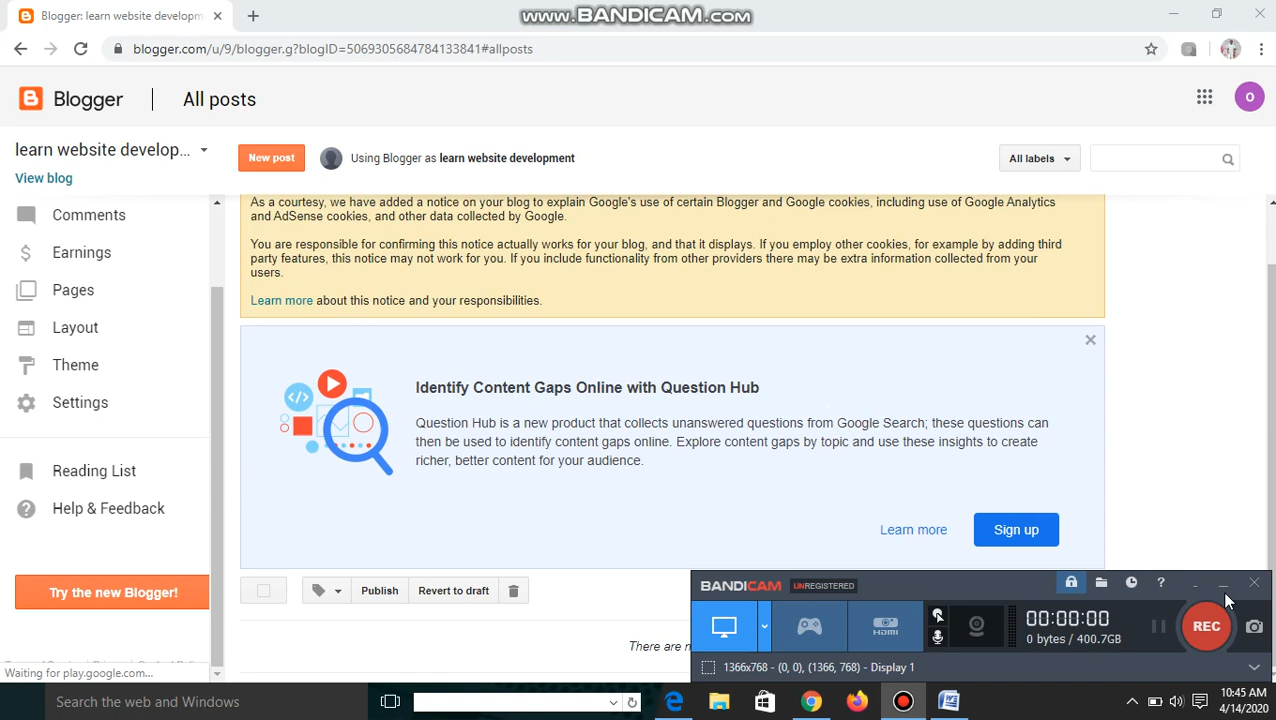 Blogger: learn website developm
www.BANDICAM.com
blogger.com/u/9/blogger.g?blogID=5069305684784133841#allposts
Blogger
All posts
O
learn website develop...
New post
Using Blogger as learn website development
All labels
View blog
Comments
Earnings
Pages
Layout
Theme
Settings
Reading List
Help & Feedback
Try the new Blogger!
Waiting for play.google.com...
As a courtesy, we have added a notice on your blog to explain Google's use of certain Blogger and Google cookies, including use of Google Analytics
and AdSense cookies, and other data collected by Google.
You are responsible for confirming this notice actually works for your blog, and that it displays. If you employ other cookies, for example by adding third
party features, this notice may not work for you. If you include functionality from other providers there may be extra information collected from your
users.
Learn more about this notice and your responsibilities.
Identify Content Gaps Online with Question Hub
Question Hub is a new product that collects unanswered questions from Google Search; these questions can
then be used to identify content gaps online. Explore content gaps by topic and use these insights to create
richer, better content for your audience.
Learn more
Sign up
Publish
Revert to draft
There are
BANDICAM UNREGISTERED
HDMI
00:00:00
0 bytes / 400.7GB
REC
1366x768 - (0, 0), (1366, 768) - Display 1
Search the web and Windows
10:45 AM
4/14/2020